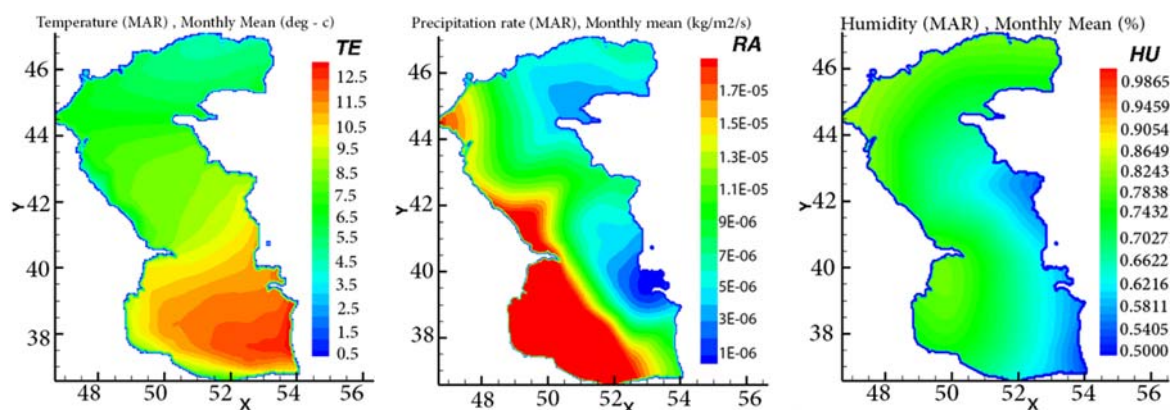 Temperature (MAR) , Monthly Mean (deg - c)
TE
46
44
42
40
38
Y
12.5
11.5
10.5
9.5
8.5
7.5
6.5
5.5
4.5
3.5
2.5
1.5
0.5
48 50 52 54 56
X
Precipitation rate (MAR), Monthly mean (kg/m2/s)
RA
46
44
42
40
38
Y
1.7E-05
1.5E-05
1.3E-05
1.1E-05
9E-06
7E-06
5E-06
3E-06
1E-06
48 50 52 54 56
X
Humidity (MAR) , Monthly Mean (%)
HU
46
44
42
40
38
Y
0.9865
0.9459
0.9054
0.8649
0.8243
0.7838
0.7432
0.7027
0.6622
0.6216
0.5811
0.5405
0.5000
48 50 52 54 56
X